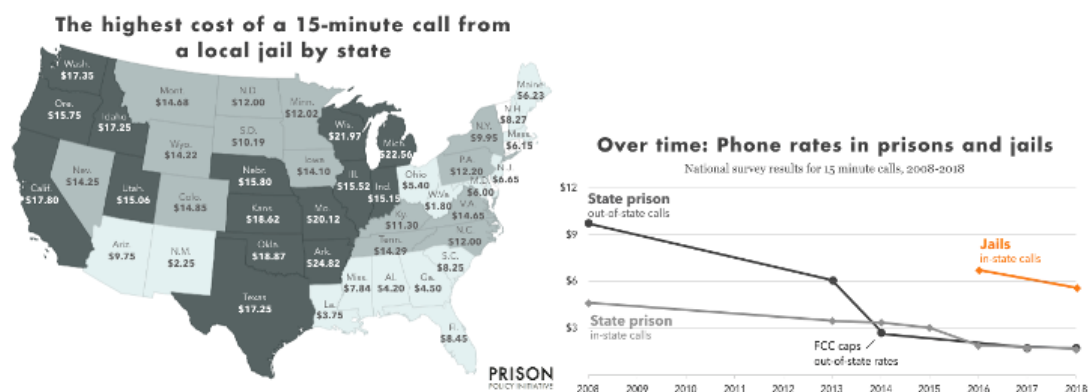 The highest cost of a 15-minute call from
a local jail by state
Wash.
$17.35
Ore.
$15.75
Idaho
$17.25
Mont.
$14.68
N.D.
$12.00
Minn.
$12.02
S.D.
$10.19
Wyo.
$14.22
Nev.
$14.25
Calif.
$17.80
Utah.
$15.06
Colo.
$14.85
Nebr.
$15.80
Iowa
$14.10
Wis.
$21.97
Mich.
$22.56
Ill.
$15.52
Ind.
$15.15
Ohio
$5.40
Kans.
$18.62
Mo.
$20.12
Ky.
$11.30
W.Va.
$1.80
V.A.
$14.65
P.A.
$12.20
N.Y.
$9.95
Maine
$6.23
N.H.
$8.27
Mass.
$6.15
N.J.
$6.65
M.D.
$6.00
Ariz.
$9.75
N.M.
$2.25
Okla.
$18.87
Ark.
$24.82
Tenn.
$14.29
N.C.
$12.00
S.C.
$8.25
Texas
$17.25
La.
$3.75
Miss.
$7.84
Al.
$4.20
Ga.
$4.50
Fl.
$8.45
PRISON
POLICY INITIATIVE
Over time: Phone rates in prisons and jails
National survey results for 15 minute calls, 2008-2018
$12
$9
$6
$3
State prison
out-of-state calls
Jails
in-state calls
State prison
in-state calls
FCC caps
out-of-state rates
2008 2009 2010 2011 2012 2013 2014 2015 2016 2017 2018